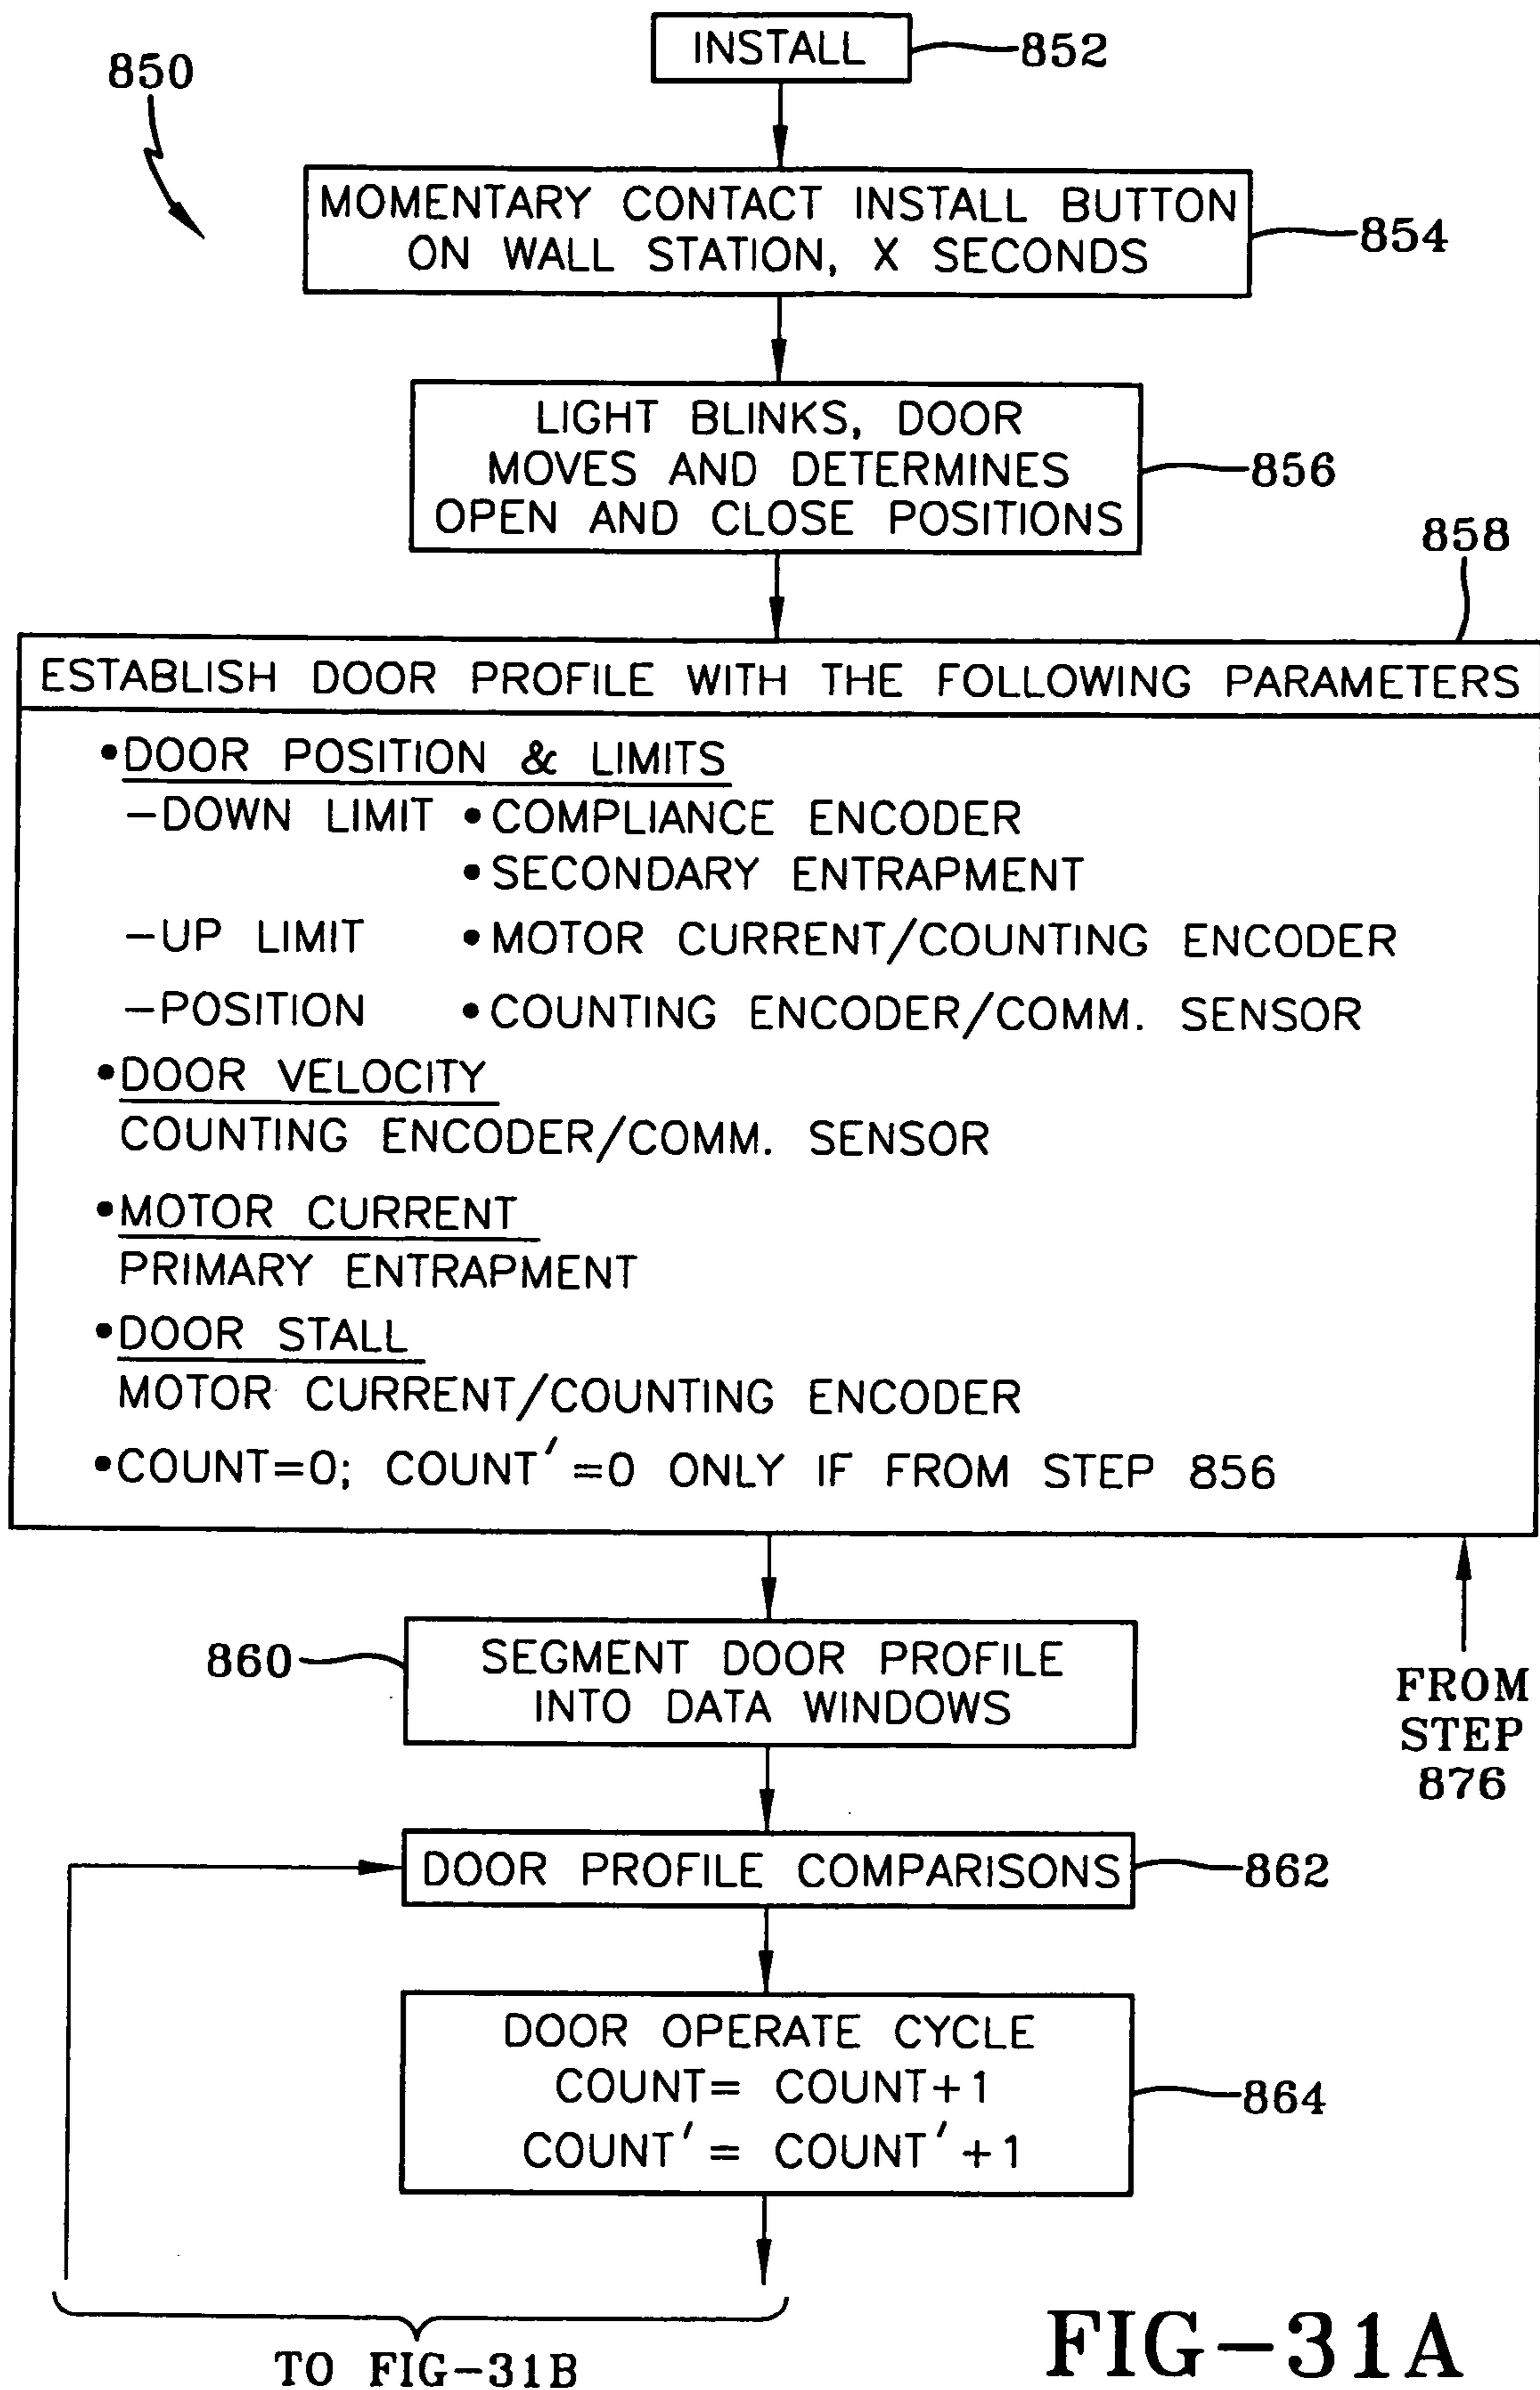 INSTALL
852
850
MOMENTARY CONTACT INSTALL BUTTON
ON WALL STATION, X SECONDS
854
LIGHT BLINKS, DOOR
MOVES AND DETERMINES
OPEN AND CLOSE POSITIONS
856
858
ESTABLISH DOOR PROFILE WITH THE FOLLOWING PARAMETERS
•DOOR POSITION & LIMITS
-DOWN LIMIT •COMPLIANCE ENCODER
•SECONDARY ENTRAPMENT
-UP LIMIT •MOTOR CURRENT/COUNTING ENCODER
-POSITION •COUNTING ENCODER/COMM. SENSOR
•DOOR VELOCITY
COUNTING ENCODER/COMM. SENSOR
•MOTOR CURRENT
PRIMARY ENTRAPMENT
•DOOR STALL
MOTOR CURRENT/COUNTING ENCODER
•COUNT=0; COUNT'=0 ONLY IF FROM STEP 856
860
SEGMENT DOOR PROFILE
INTO DATA WINDOWS
FROM
STEP
876
DOOR PROFILE COMPARISONS
862
DOOR OPERATE CYCLE
COUNT= COUNT+1
COUNT'= COUNT'+1
864
TO FIG-31B
FIG-31A